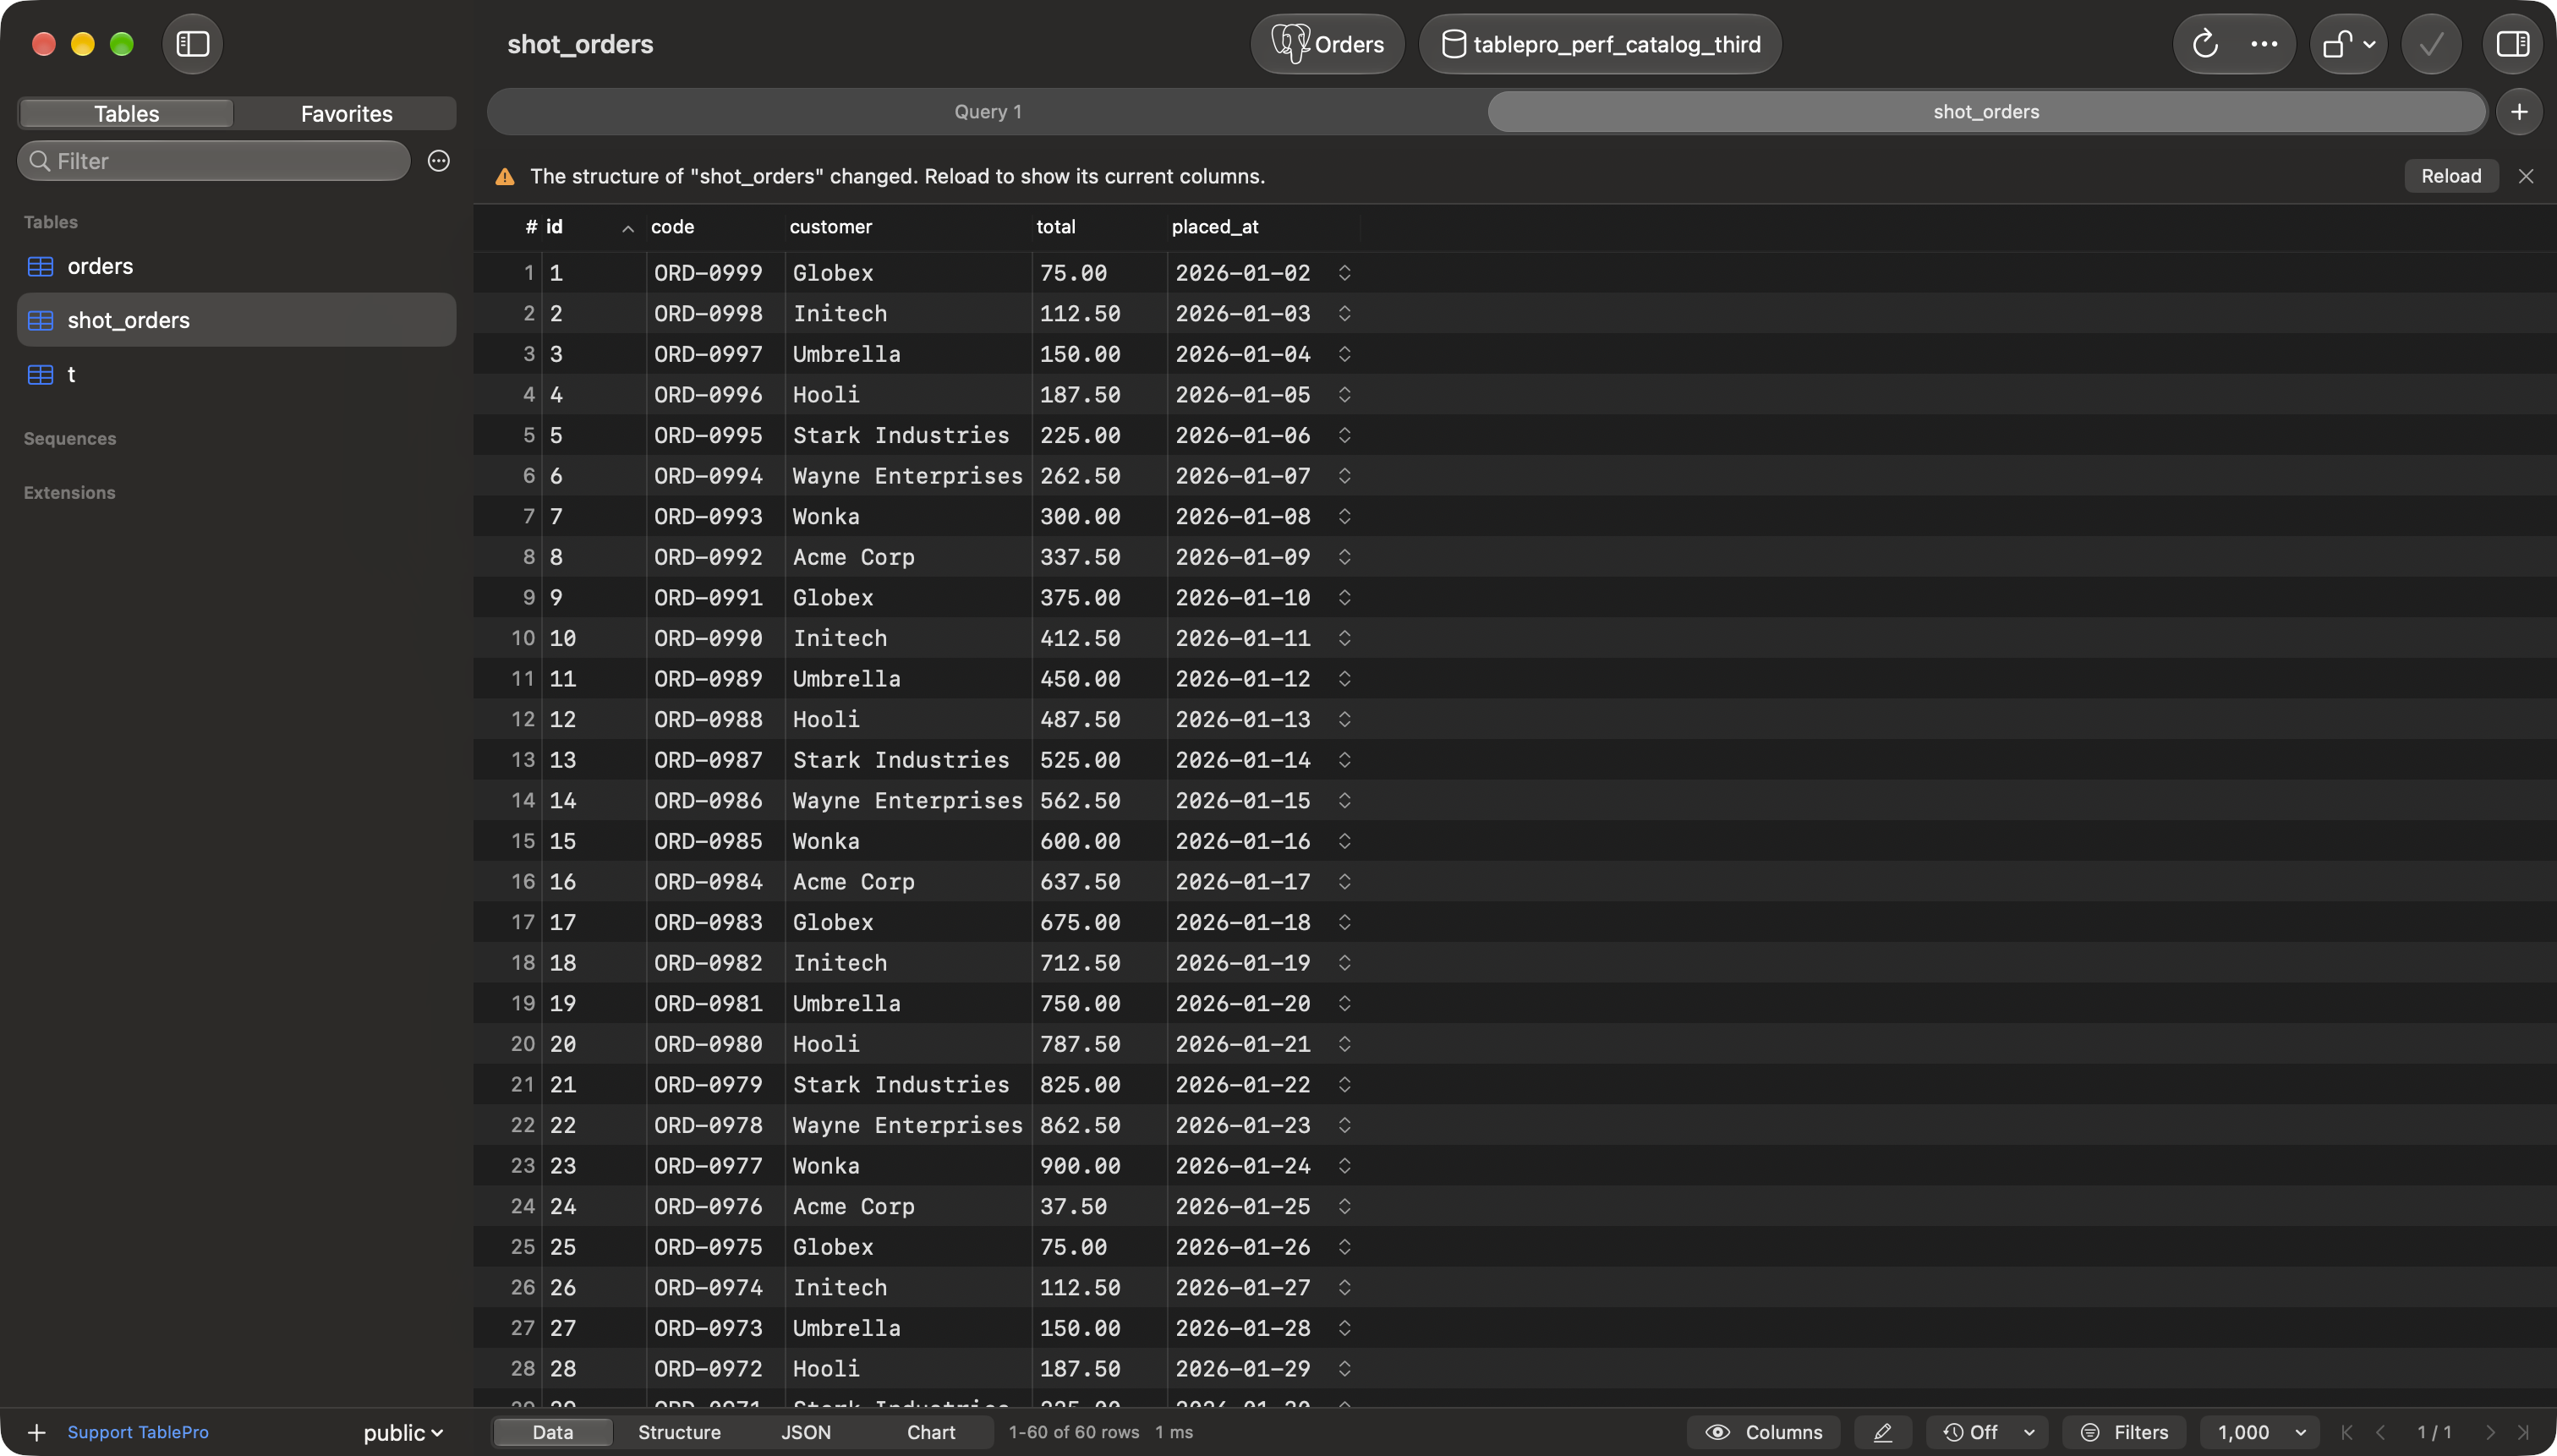 shot_orders
Orders
tablepro_perf_catalog_third
Tables
Favorites
Query 1
shot_orders
Filter
The structure of "shot_orders" changed. Reload to show its current columns.
Reload
Tables
orders
shot_orders
t
Sequences
Extensions
# id code customer total placed_at
1 1 ORD-0999 Globex 75.00 2026-01-02
2 2 ORD-0998 Initech 112.50 2026-01-03
3 3 ORD-0997 Umbrella 150.00 2026-01-04
4 4 ORD-0996 Hooli 187.50 2026-01-05
5 5 ORD-0995 Stark Industries 225.00 2026-01-06
6 6 ORD-0994 Wayne Enterprises 262.50 2026-01-07
7 7 ORD-0993 Wonka 300.00 2026-01-08
8 8 ORD-0992 Acme Corp 337.50 2026-01-09
9 9 ORD-0991 Globex 375.00 2026-01-10
10 10 ORD-0990 Initech 412.50 2026-01-11
11 11 ORD-0989 Umbrella 450.00 2026-01-12
12 12 ORD-0988 Hooli 487.50 2026-01-13
13 13 ORD-0987 Stark Industries 525.00 2026-01-14
14 14 ORD-0986 Wayne Enterprises 562.50 2026-01-15
15 15 ORD-0985 Wonka 600.00 2026-01-16
16 16 ORD-0984 Acme Corp 637.50 2026-01-17
17 17 ORD-0983 Globex 675.00 2026-01-18
18 18 ORD-0982 Initech 712.50 2026-01-19
19 19 ORD-0981 Umbrella 750.00 2026-01-20
20 20 ORD-0980 Hooli 787.50 2026-01-21
21 21 ORD-0979 Stark Industries 825.00 2026-01-22
22 22 ORD-0978 Wayne Enterprises 862.50 2026-01-23
23 23 ORD-0977 Wonka 900.00 2026-01-24
24 24 ORD-0976 Acme Corp 37.50 2026-01-25
25 25 ORD-0975 Globex 75.00 2026-01-26
26 26 ORD-0974 Initech 112.50 2026-01-27
27 27 ORD-0973 Umbrella 150.00 2026-01-28
28 28 ORD-0972 Hooli 187.50 2026-01-29
Support TablePro
public
Data Structure JSON Chart
1-60 of 60 rows 1 ms
Columns
Off
Filters
1,000
1 / 1